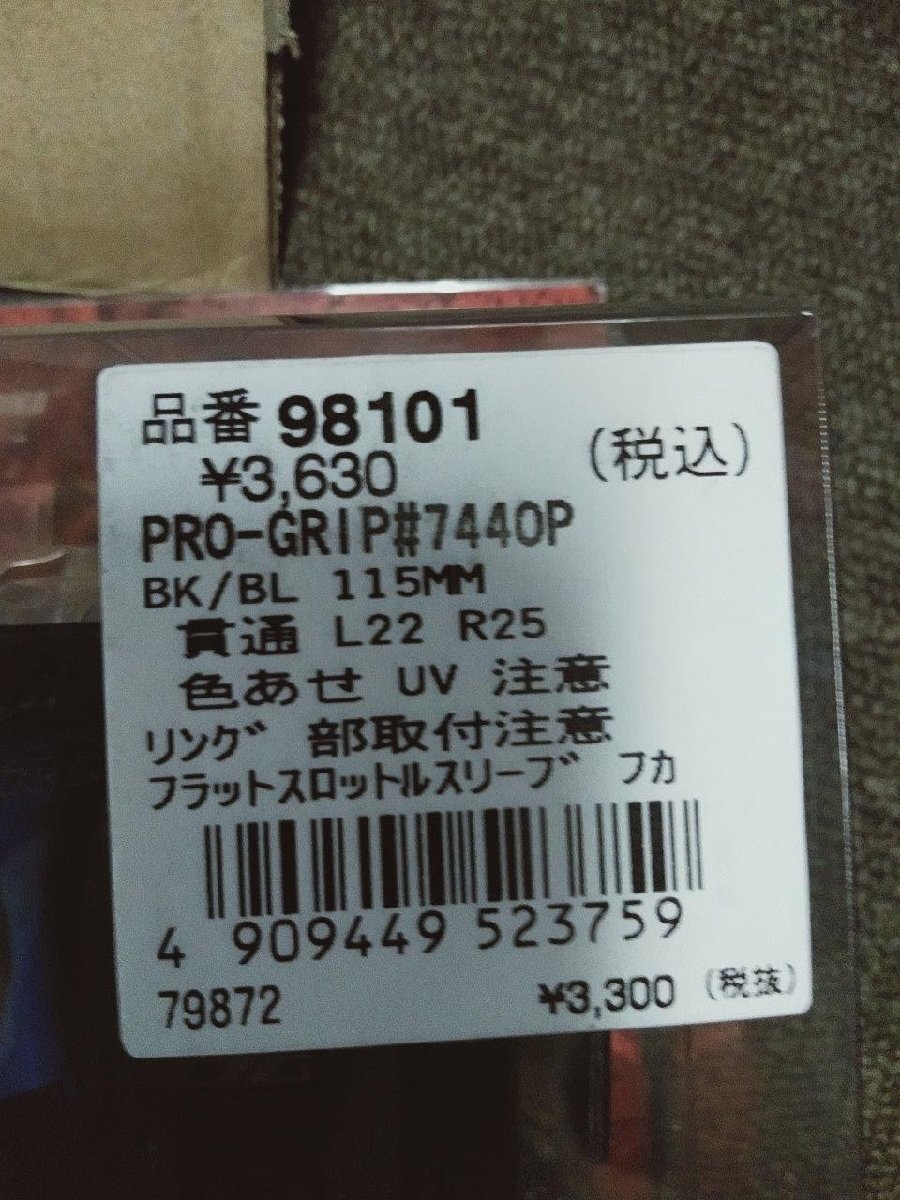 品番 98101
¥3,630 (税込)
PRO-GRIP#7440P
BK/BL 115MM
貫通 L22 R25
色あせ UV 注意
リング 部取付注意
フラットスロットルスリーブ フカ
4 909449 523759
79872 ¥3,300 (税抜)